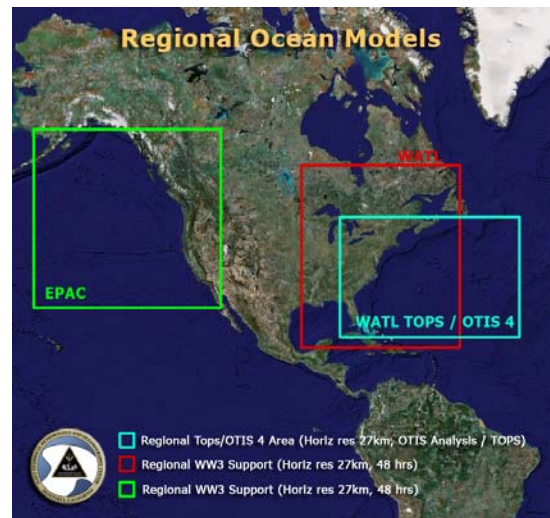 Regional Ocean Models
WATL
EPAC
WATL TOPS / OTIS 4
Regional Tops/OTIS 4 Area (Horiz res 27km, OTIS Analysis / TOPS)
Regional WW3 Support (Horiz res 27km, 48 hrs)
Regional WW3 Support (Horiz res 27km, 48 hrs)